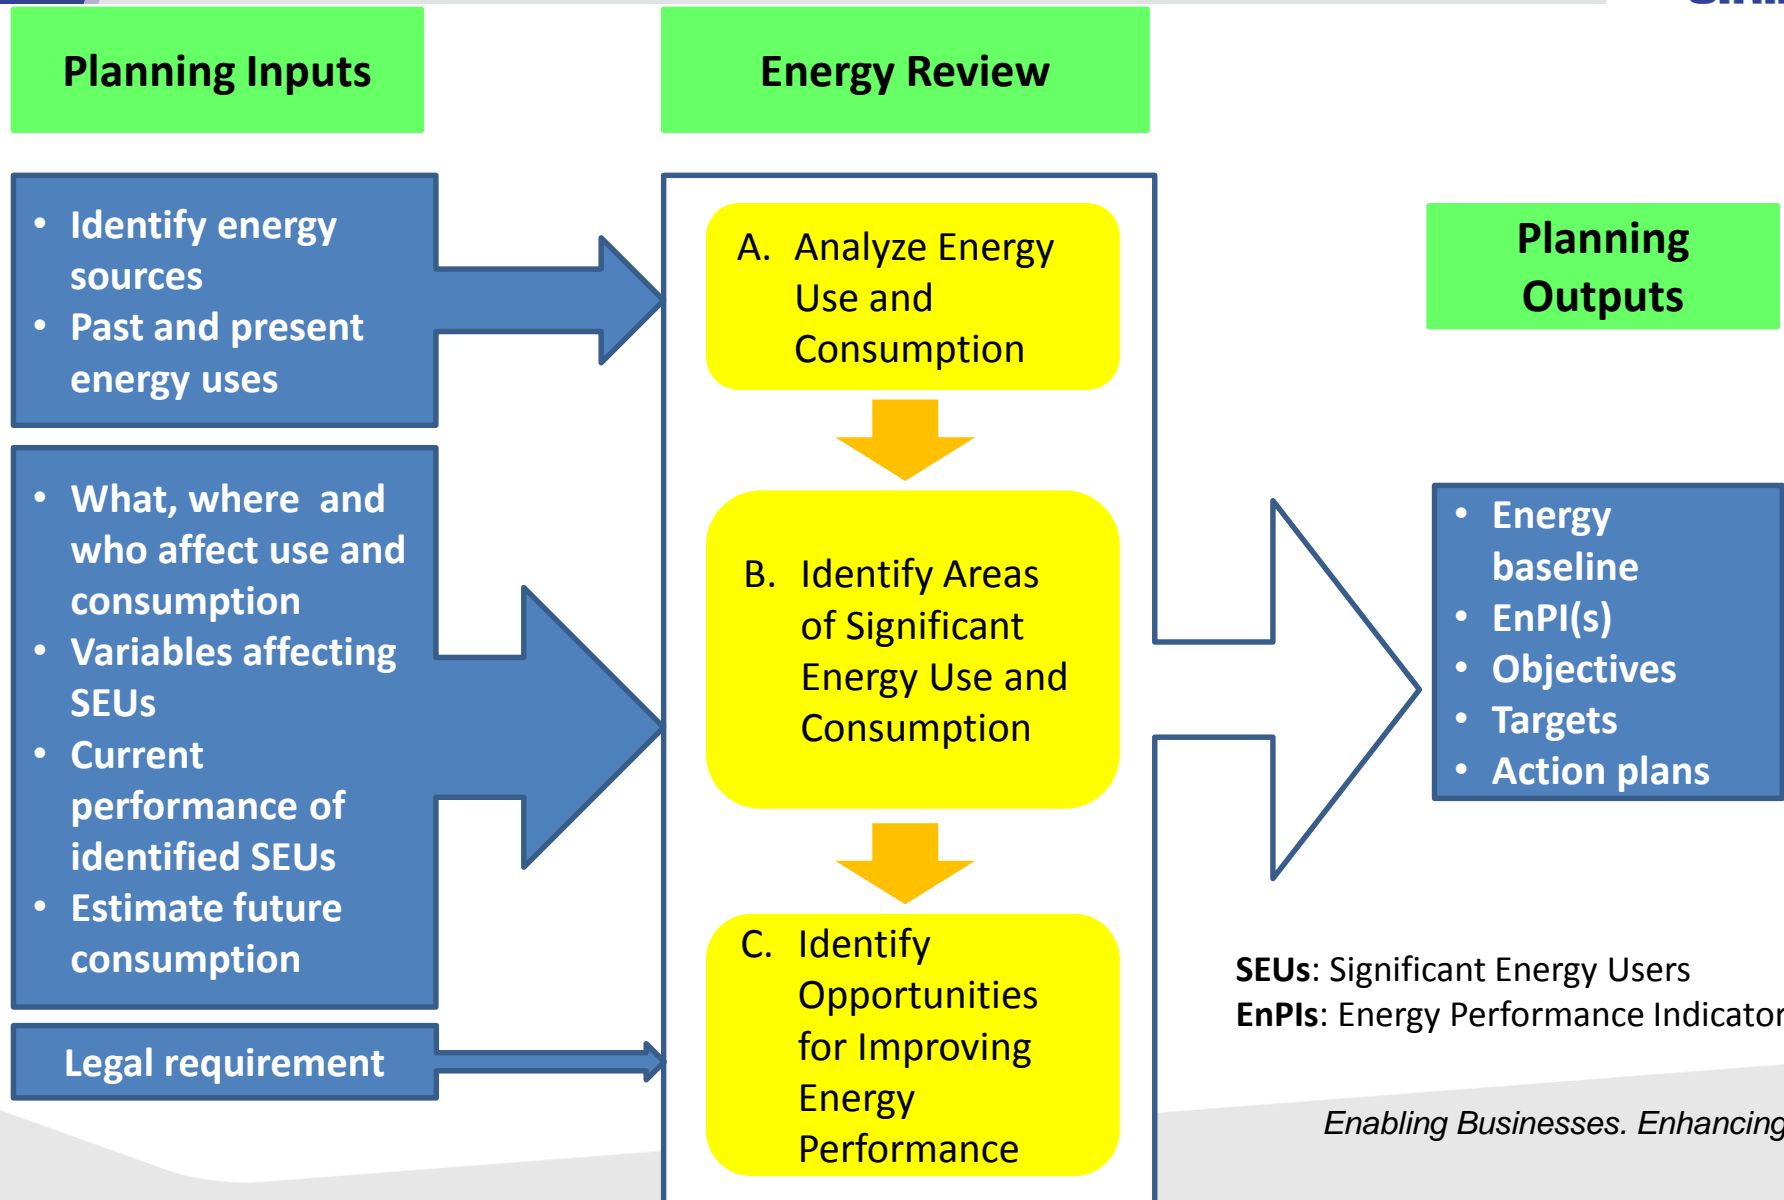 Planning Inputs
Energy Review
• Identify energy
sources
• Past and present
energy uses
• What, where  and
who affect use and
consumption
• Variables affecting
SEUs
• Current
performance of
identified SEUs
• Estimate future
consumption
Legal requirement
A. Analyze Energy
Use and
Consumption
B. Identify Areas
of Significant
Energy Use and
Consumption
C. Identify
Opportunities
for Improving
Energy
Performance
Planning
Outputs
• Energy
baseline
• EnPI(s)
• Objectives
• Targets
• Action plans
SEUs: Significant Energy Users
EnPIs: Energy Performance Indicator
Enabling Businesses. Enhancing